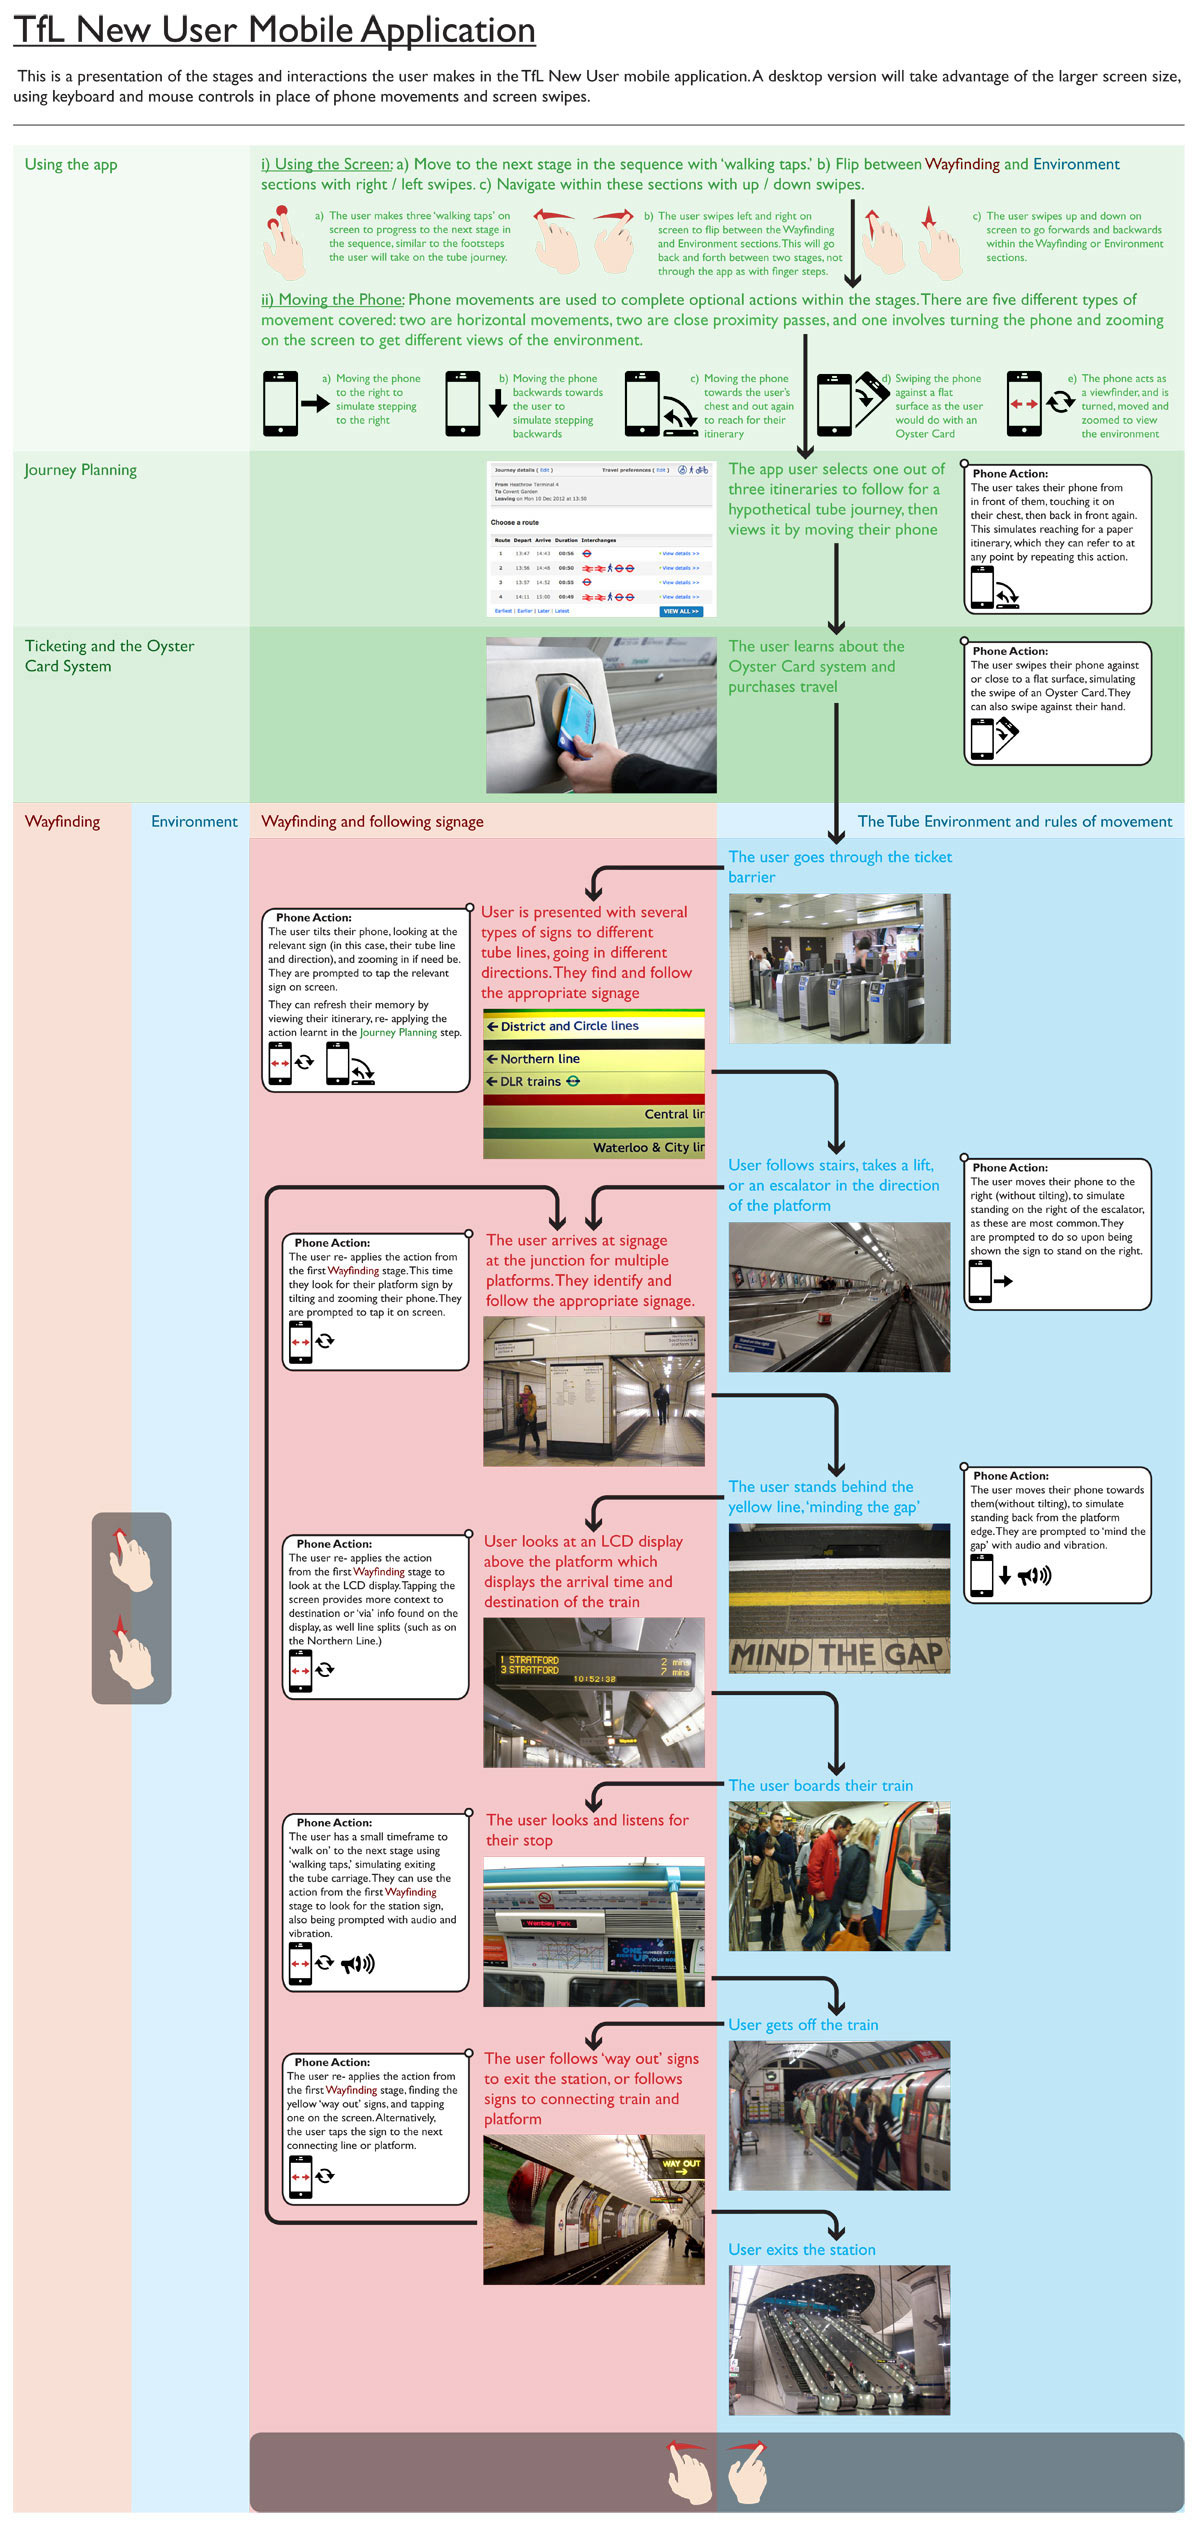 TfL New User Mobile Application
This is a presentation of the stages and interactions the user makes in the TfL New User mobile application. A desktop version will take advantage of the larger screen size,
using keyboard and mouse controls in place of phone movements and screen swipes.
Using the app
i) Using the Screen: a) Move to the next stage in the sequence with ‘walking taps.’ b) Flip between Wayfinding and Environment
sections with right / left swipes. c) Navigate within these sections with up / down swipes.
a) The user makes three ‘walking taps’ on
screen to progress to the next stage in
the sequence, similar to the footsteps
the user will take on the tube journey.
b) The user swipes left and right on
screen to flip between the Wayfinding
and Environment sections. This will go
back and forth between two stages, not
through the app as with finger steps.
c) The user swipes up and down on
screen to go forwards and backwards
within the Wayfinding or Environment
sections.
ii) Moving the Phone: Phone movements are used to complete optional actions within the stages. There are five different types of
movement covered: two are horizontal movements, two are close proximity passes, and one involves turning the phone and zooming
on the screen to get different views of the environment.
a) Moving the phone
to the right to
simulate stepping
to the right
b) Moving the phone
backwards towards
the user to
simulate stepping
backwards
c) Moving the phone
towards the user's
chest and out again
to reach for their
itinerary
d) Swiping the phone
against a flat
surface as the user
would do with an
Oyster Card
e) The phone acts as
a viewfinder, and is
turned, moved and
zoomed to view
the environment
Journey Planning
Journey details ( Edit ) Travel preferences ( Edit )
From Heathrow Terminal 4
To Covent Garden
Leaving on Mon 10 Dec 2012 at 13:50
Choose a route
Route Depart Arrive Duration Interchanges
1 13:47 14:43 00:56 View details >>
2 13:56 14:46 00:50 View details >>
3 13:57 14:52 00:55 View details >>
4 14:11 15:00 00:49 View details >>
Earliest | Earlier | Later | Latest VIEW ALL >>
The app user selects one out of
three itineraries to follow for a
hypothetical tube journey, then
views it by moving their phone
Phone Action:
The user takes their phone from
in front of them, touching it on
their chest, then back in front again.
This simulates reaching for a paper
itinerary, which they can refer to at
any point by repeating this action.
Ticketing and the Oyster
Card System
The user learns about the
Oyster Card system and
purchases travel
Phone Action:
The user swipes their phone against
or close to a flat surface, simulating
the swipe of an Oyster Card. They
can also swipe against their hand.
Wayfinding
Environment
Wayfinding and following signage
The Tube Environment and rules of movement
The user goes through the ticket
barrier
Phone Action:
The user tilts their phone, looking at the
relevant sign (in this case, their tube line
and direction), and zooming in if need be.
They are prompted to tap the relevant
sign on screen.
They can refresh their memory by
viewing their itinerary, re- applying the
action learnt in the Journey Planning step.
User is presented with several
types of signs to different
tube lines, going in different
directions. They find and follow
the appropriate signage
District and Circle lines
Northern line
DLR trains
Central lin
Waterloo & City lin
User follows stairs, takes a lift,
or an escalator in the direction
of the platform
Phone Action:
The user moves their phone to the
right (without tilting), to simulate
standing on the right of the escalator,
as these are most common. They
are prompted to do so upon being
shown the sign to stand on the right.
Phone Action:
The user re- applies the action from
the first Wayfinding stage. This time
they look for their platform sign by
tilting and zooming their phone. They
are prompted to tap it on screen.
The user arrives at signage
at the junction for multiple
platforms. They identify and
follow the appropriate signage.
The user stands behind the
yellow line, ‘minding the gap’
MIND THE GAP
Phone Action:
The user moves their phone towards
them(without tilting), to simulate
standing back from the platform
edge. They are prompted to ‘mind the
gap’ with audio and vibration.
Phone Action:
The user re- applies the action
from the first Wayfinding stage to
look at the LCD display. Tapping the
screen provides more context to
destination or ‘via’ info found on the
display, as well line splits (such as on
the Northern Line.)
User looks at an LCD display
above the platform which
displays the arrival time and
destination of the train
1 STRATFORD 2 mins
3 STRATFORD 7 mins
10:52:30
The user boards their train
Phone Action:
The user has a small timeframe to
‘walk on’ to the next stage using
‘walking taps,’ simulating exiting
the tube carriage. They can use the
action from the first Wayfinding
stage to look for the station sign,
also being prompted with audio and
vibration.
The user looks and listens for
their stop
Wembley Park
User gets off the train
Phone Action:
The user re- applies the action from
the first Wayfinding stage, finding the
yellow ‘way out’ signs, and tapping
one on the screen. Alternatively,
the user taps the sign to the next
connecting line or platform.
The user follows ‘way out’ signs
to exit the station, or follows
signs to connecting train and
platform
WAY OUT
User exits the station